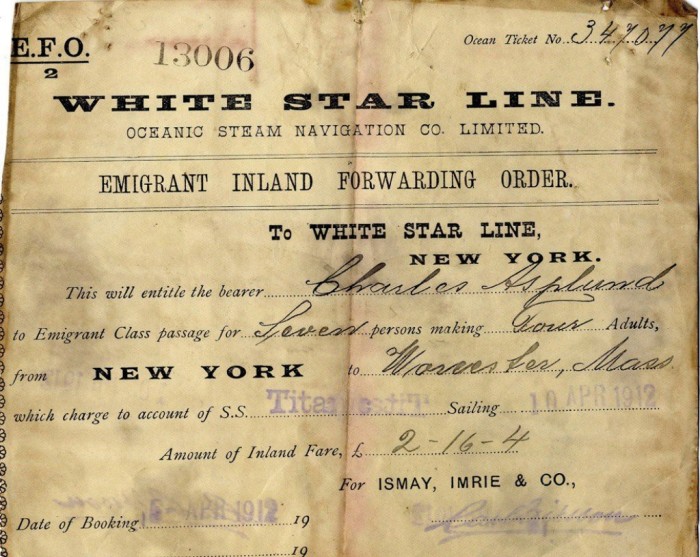 E.F.O.
2
13006
Ocean Ticket No. 347077
WHITE STAR LINE.
OCEANIC STEAM NAVIGATION CO. LIMITED.
EMIGRANT INLAND FORWARDING ORDER.
To WHITE STAR LINE,
NEW YORK.
This will entitle the bearer Charles Asplund
to Emigrant Class passage for Seven persons making Four Adults,
from NEW YORK to Worcester, Mass
which charge to account of S.S. Titanic Sailing 10 APR 1912
Amount of Inland Fare, £ 2-16-4
For ISMAY, IMRIE & CO.,
Date of Booking APR 1912 19
19